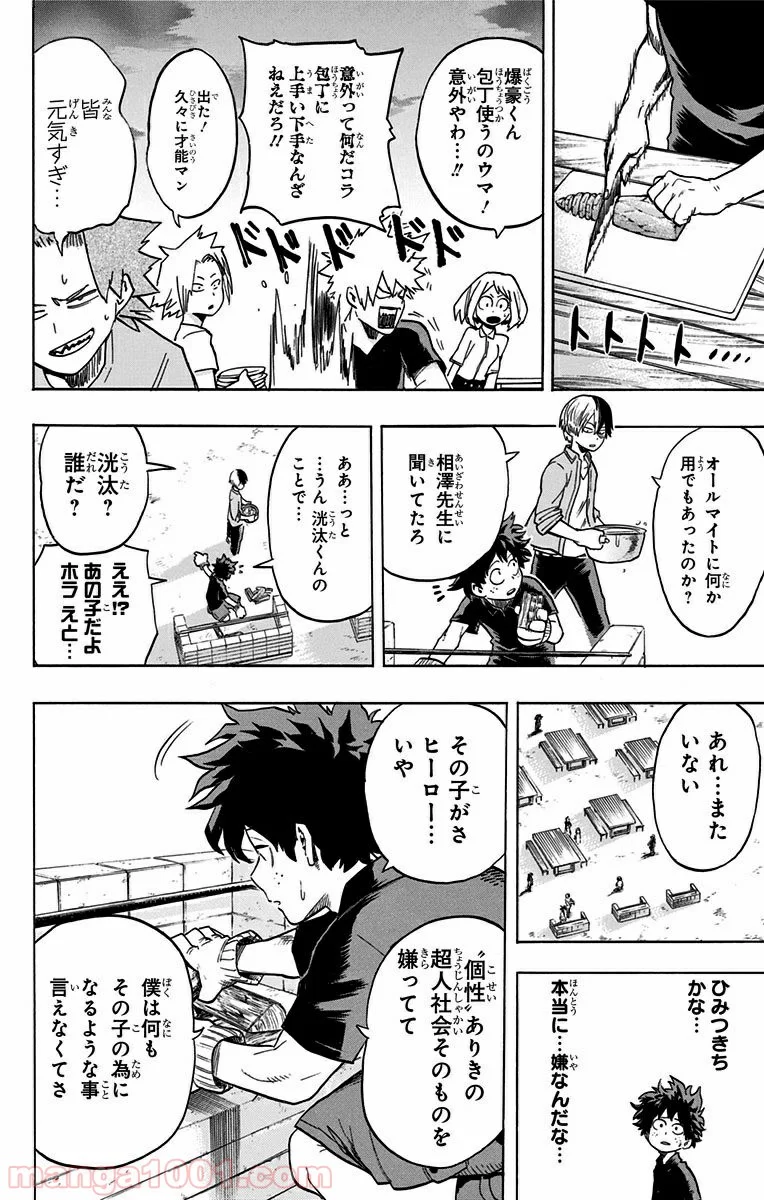 爆豪くん
包丁使うのウマ!
意外やわ…!!
意外って何だコラ
包丁に
上手い下手なんざ
ねえだろ!!
出た!
久々に才能マン
皆
元気すぎ…
トトトト…
ドドドドド
オールマイトに何か
用でもあったのか?
相澤先生に
聞いてたろ
ああ…っと
…うん 洸汰くんの
ことで…
洸汰?
誰だ?
ええ!?
あの子だよ
ホラ えと…
あれ…また
いない
ひみつきち
かな…
本当に…嫌なんだな…
その子がさ
ヒーロー…
いや
〝個性〟ありきの
超人社会そのものを
嫌ってて
僕は何も
その子の為に
なるような事
言えなくてさ
manga1001.com